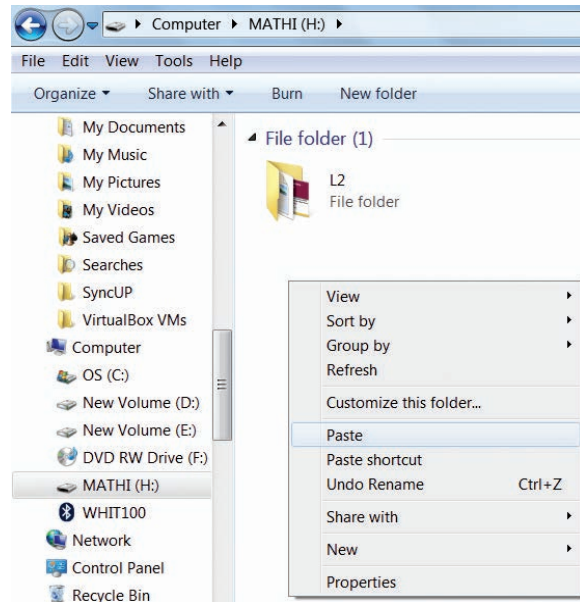 Computer MATHI (H:)
File Edit View Tools Help
Organize Share with Burn New folder
My Documents
My Music
My Pictures
My Videos
Saved Games
Searches
SyncUP
VirtualBox VMs
Computer
OS (C:)
New Volume (D:)
New Volume (E:)
DVD RW Drive (F:)
MATHI (H:)
WHIT100
Network
Control Panel
Recycle Bin
File folder (1)
L2
File folder
View
Sort by
Group by
Refresh
Customize this folder...
Paste
Paste shortcut
Undo Rename Ctrl+Z
Share with
New
Properties